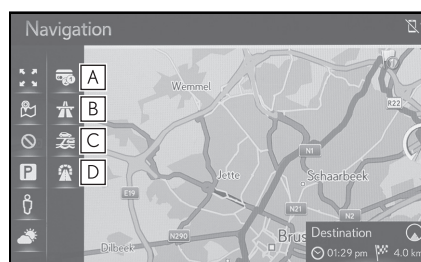 Navigation
A
B
C
D
P
Wemmel
R22
N1
Jette
Schaarbeek
E19
N21
N2
N290
Brus
Dilbeek
Destination
01:29 pm 4.0 km